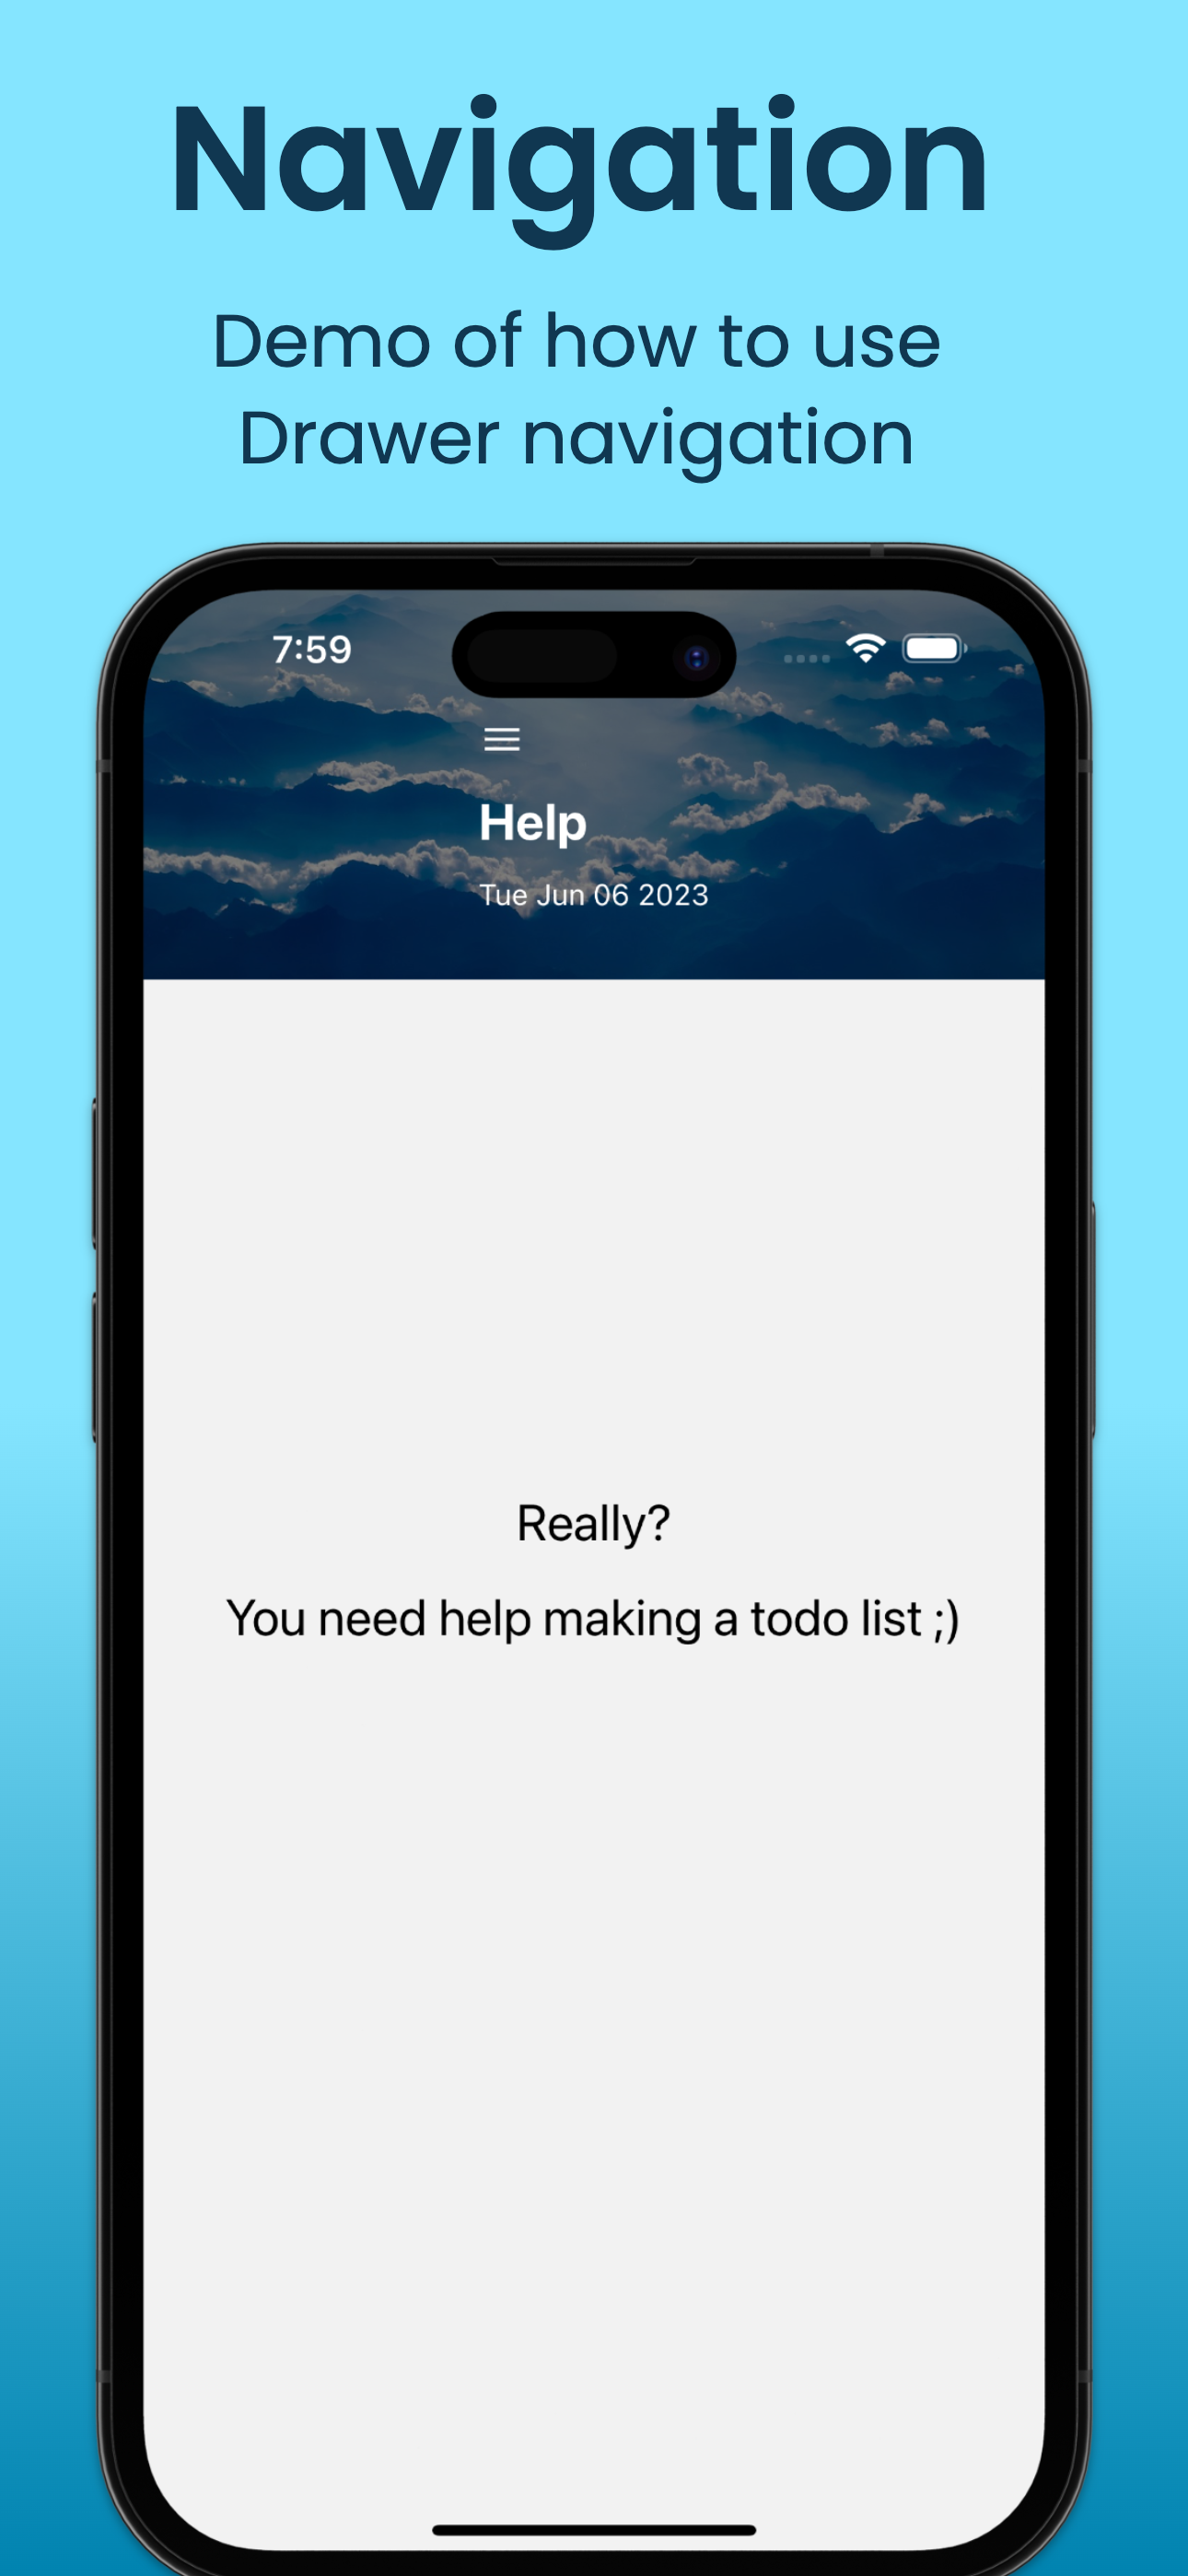 Navigation
Demo of how to use
Drawer navigation
7:59
Help
Tue Jun 06 2023
Really?
You need help making a todo list ;)